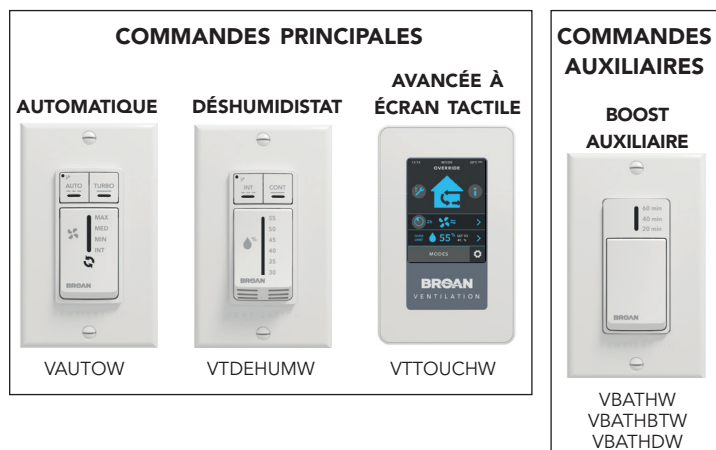 COMMANDES PRINCIPALES
AUTOMATIQUE
AUTO TURBO
MAX
MED
MIN
INT
BROAN
VAUTOW
DÉSHUMIDISTAT
INT CONT
%
55
50
45
40
35
30
BROAN
VTDEHUMW
AVANCÉE À
ÉCRAN TACTILE
OVERRIDE
55%
MODES
BROAN
VENTILATION
VTTOUCHW
COMMANDES
AUXILIAIRES
BOOST
AUXILIAIRE
60 min
40 min
20 min
BROAN
VBATHW
VBATHBTW
VBATHDW